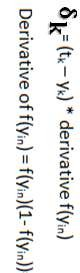 δk = (tk – yk) * derivative f(yin)
Derivative of f(yin) = f(yin)(1- f(yin))